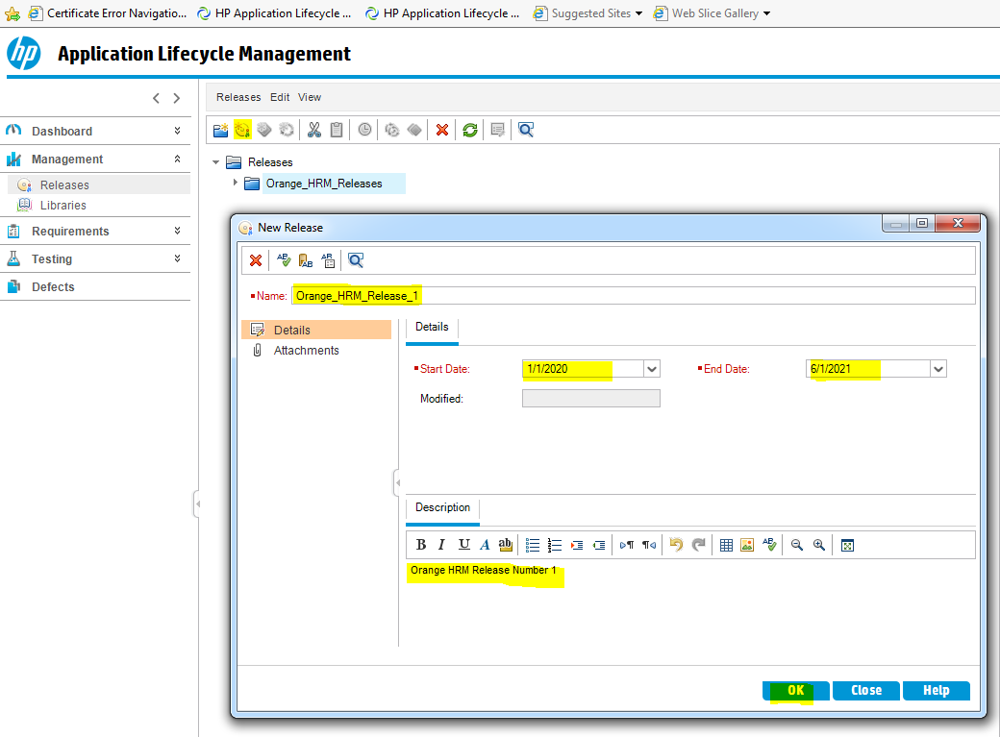 Certificate Error Navigatio... HP Application Lifecycle ... HP Application Lifecycle ... Suggested Sites Web Slice Gallery
hp Application Lifecycle Management
Releases Edit View
Dashboard
Management
Releases
Libraries
Requirements
Testing
Defects
Releases
Orange_HRM_Releases
New Release
Name: Orange_HRM_Release_1
Details
Attachments
Details
Start Date: 1/1/2020 End Date: 6/1/2021
Modified:
Description
B I U A ab
Orange HRM Release Number 1
OK Close Help